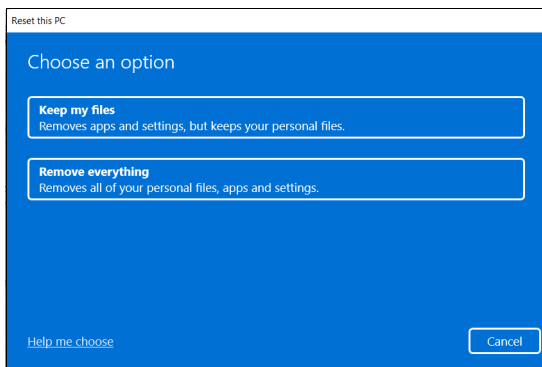 Reset this PC
Choose an option
Keep my files
Removes apps and settings, but keeps your personal files.
Remove everything
Removes all of your personal files, apps and settings.
Help me choose
Cancel